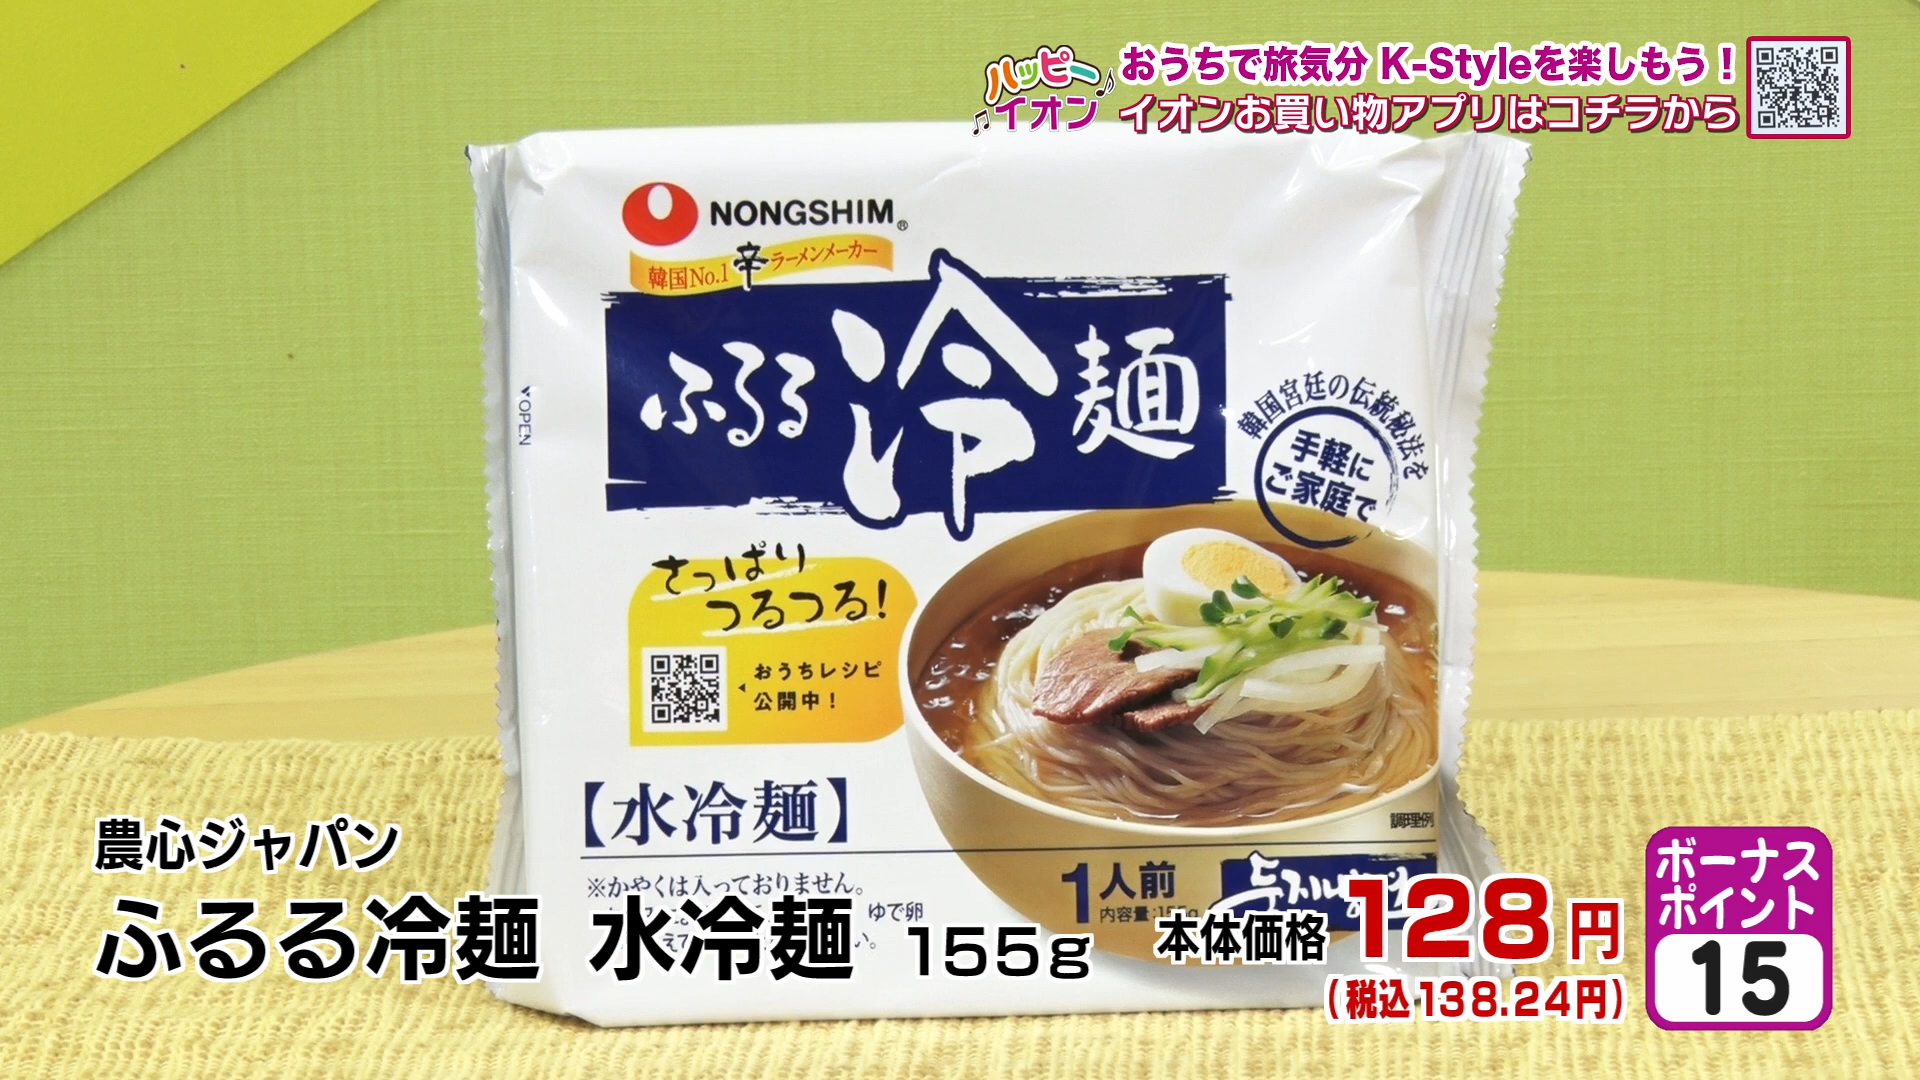 ハッピー
イオン
おうちで旅気分 K-Styleを楽しもう！
イオンお買い物アプリはコチラから
NONGSHIM®
韓国No.1 辛ラーメンメーカー
ふるる冷麺
OPEN
韓国宮廷の伝統秘法を
手軽に
ご家庭で
さっぱり
つるつる!
おうちレシピ
公開中！
【水冷麺】
調理例
※かやくは入っておりません。
ゆで卵
1人前
内容量:155g
農心ジャパン
ふるる冷麺 水冷麺 155g
本体価格 128円
(税込138.24円)
ボーナス
ポイント
15